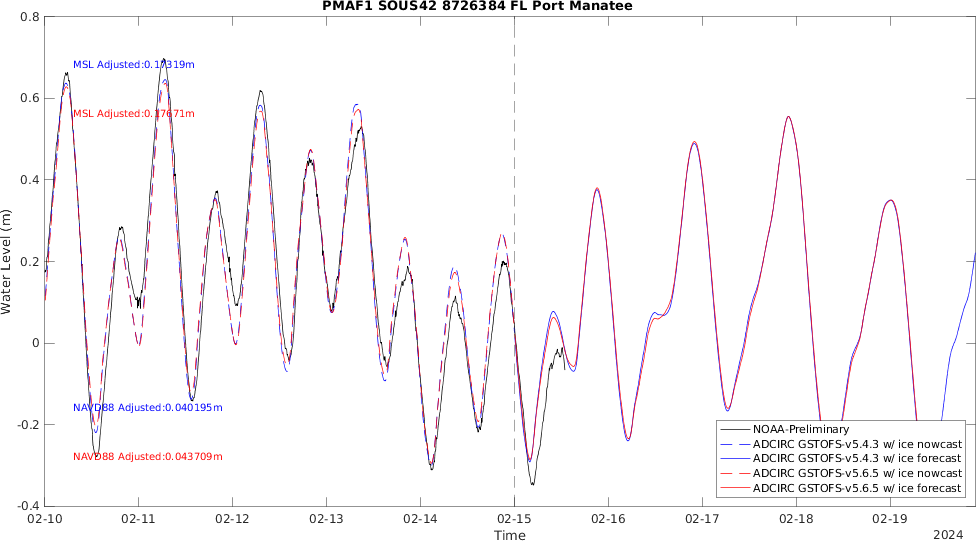 PMAF1 SOUS42 8726384 FL Port Manatee
Water Level (m)
0.8
0.6
0.4
0.2
0
-0.2
-0.4
MSL Adjusted:0.17319m
MSL Adjusted:0.17671m
NAVD88 Adjusted:0.040195m
NAVD88 Adjusted:0.043709m
NOAA-Preliminary
ADCIRC GSTOFS-v5.4.3 w/ ice nowcast
ADCIRC GSTOFS-v5.4.3 w/ ice forecast
ADCIRC GSTOFS-v5.6.5 w/ ice nowcast
ADCIRC GSTOFS-v5.6.5 w/ ice forecast
02-10 02-11 02-12 02-13 02-14 02-15 02-16 02-17 02-18 02-19
Time
2024